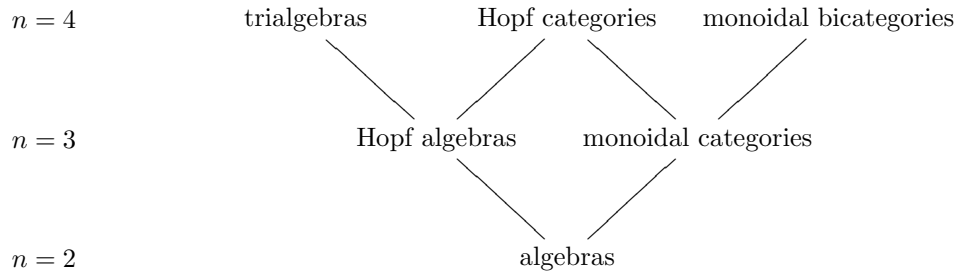 n = 4 trialgebras Hopf categories monoidal bicategories
n = 3 Hopf algebras monoidal categories
n = 2 algebras